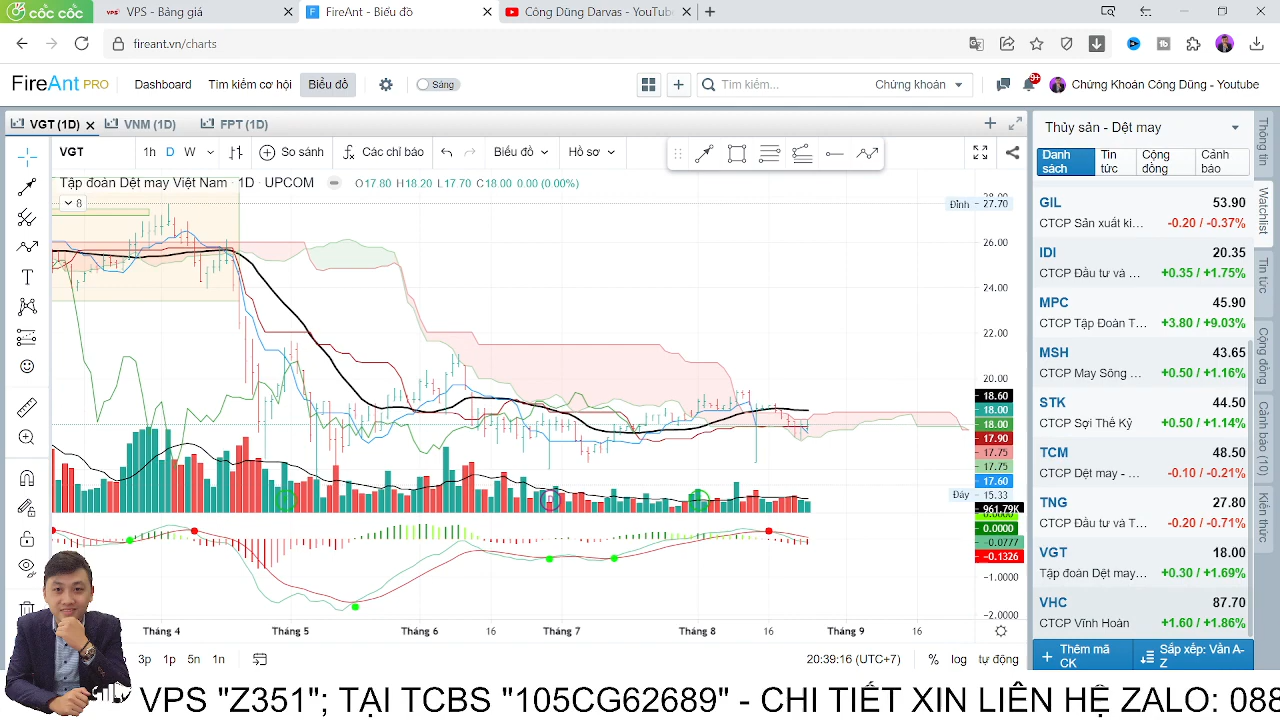 cốc cốc
VPS - Bảng giá
FireAnt - Biểu đồ
Công Dũng Darvas - YouTube
fireant.vn/charts
FireAnt PRO
Dashboard
Tìm kiếm cơ hội
Biểu đồ
Sáng
Tìm kiếm...
Chứng khoán
9+
Chứng Khoán Công Dũng - Youtube
VGT (1D)
VNM (1D)
FPT (1D)
VGT
1h D W
So sánh
Các chỉ báo
Biểu đồ
Hồ sơ
Tập đoàn Dệt may Việt Nam · 1D · UPCOM
O17.80 H18.20 L17.70 C18.00 0.00 (0.00%)
8
28.00
Đỉnh 27.70
26.00
24.00
22.00
20.00
18.60
18.00
18.00
17.90
17.75
17.75
17.60
Đáy 15.33
961.79K
0.0000
0.0000
−0.0777
−0.1326
−1.0000
−2.0000
D
Tháng 4
Tháng 5
Tháng 6
16
Tháng 7
Tháng 8
16
Tháng 9
16
3p 1p 5n 1n
20:39:16 (UTC+7)
% log tự động
Thủy sản - Dệt may
Danh sách
Tin tức
Cộng đồng
Cảnh báo
GIL 53.90
CTCP Sản xuất ki... -0.20 / -0.37%
IDI 20.35
CTCP Đầu tư và ... +0.35 / +1.75%
MPC 45.90
CTCP Tập Đoàn T... +3.80 / +9.03%
MSH 43.65
CTCP May Sông ... +0.50 / +1.16%
STK 44.50
CTCP Sợi Thế Kỷ +0.50 / +1.14%
TCM 48.50
CTCP Dệt may - ... -0.10 / -0.21%
TNG 27.80
CTCP Đầu tư và T... -0.20 / -0.71%
VGT 18.00
Tập đoàn Dệt may... +0.30 / +1.69%
VHC 87.70
CTCP Vĩnh Hoàn +1.60 / +1.86%
Thêm mã CK
Sắp xếp: Vần A-Z
Thông tin
Watchlist
Tin tức
Cộng đồng
Cảnh báo (10)
Kiến thức
VPS "Z351"; TẠI TCBS "105CG62689" - CHI TIẾT XIN LIÊN HỆ ZALO: 088